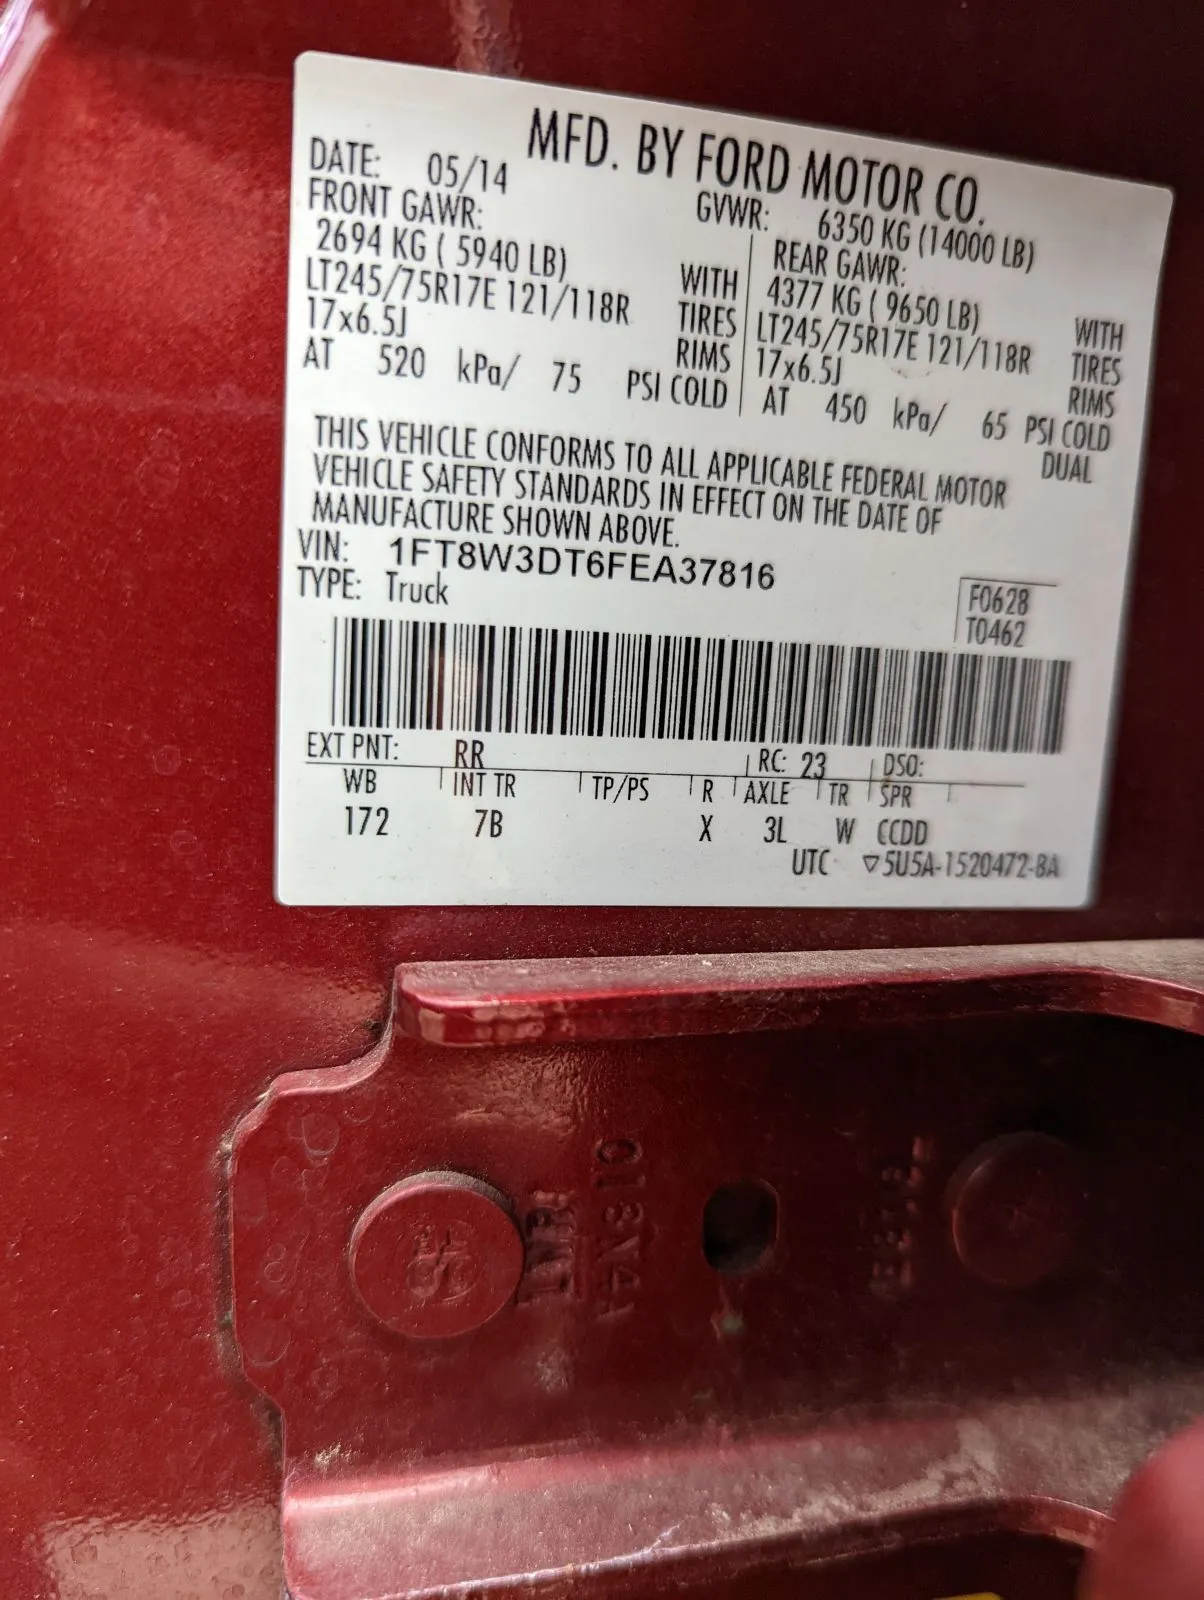 MFD. BY FORD MOTOR CO.
DATE: 05/14 GVWR: 6350 KG (14000 LB)
FRONT GAWR: REAR GAWR:
2694 KG ( 5940 LB) WITH 4377 KG ( 9650 LB) WITH
LT245/75R17E 121/118R TIRES LT245/75R17E 121/118R TIRES
17x6.5J RIMS 17x6.5J RIMS
AT 520 kPa/ 75 PSI COLD AT 450 kPa/ 65 PSI COLD
DUAL
THIS VEHICLE CONFORMS TO ALL APPLICABLE FEDERAL MOTOR
VEHICLE SAFETY STANDARDS IN EFFECT ON THE DATE OF
MANUFACTURE SHOWN ABOVE.
VIN: 1FT8W3DT6FEA37816
TYPE: Truck
F0628
T0462
EXT PNT: RR RC: 23 DSO:
WB INT TR TP/PS R AXLE TR SPR
172 7B X 3L W CCDD
UTC ▽5U5A-1520472-BA